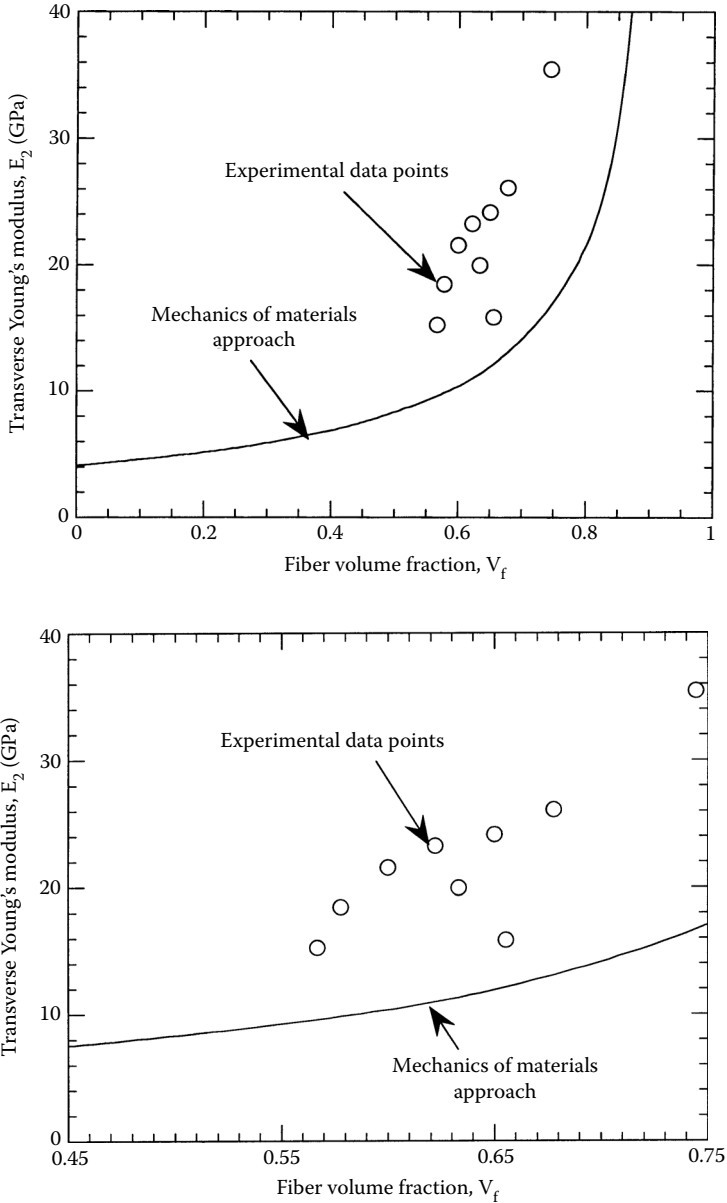 40
30
20
10
0
Transverse Young's modulus, E2 (GPa)
Experimental data points
Mechanics of materials
approach
0 0.2 0.4 0.6 0.8 1
Fiber volume fraction, Vf
40
30
20
10
0
Transverse Young's modulus, E2 (GPa)
Experimental data points
Mechanics of materials
approach
0.45 0.55 0.65 0.75
Fiber volume fraction, Vf